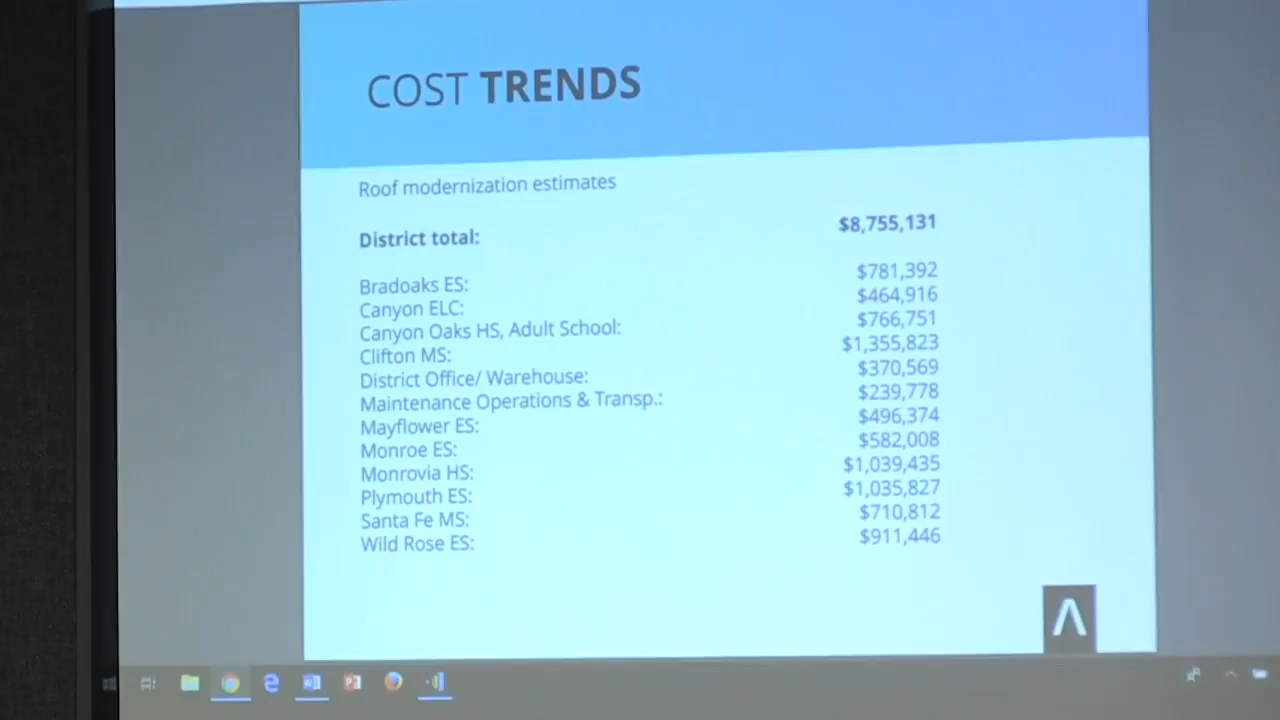 COST TRENDS
Roof modernization estimates
District total: $8,755,131
Bradoaks ES: $781,392
Canyon ELC: $464,916
Canyon Oaks HS, Adult School: $766,751
Clifton MS: $1,355,823
District Office/ Warehouse: $370,569
Maintenance Operations & Transp.: $239,778
Mayflower ES: $496,374
Monroe ES: $582,008
Monrovia HS: $1,039,435
Plymouth ES: $1,035,827
Santa Fe MS: $710,812
Wild Rose ES: $911,446